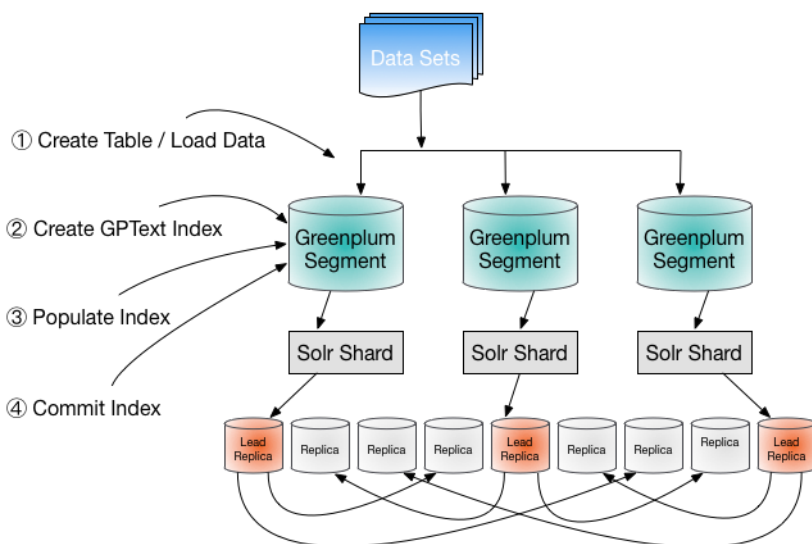 Data Sets
① Create Table / Load Data
② Create GPText Index
③ Populate Index
④ Commit Index
Greenplum
Segment
Greenplum
Segment
Greenplum
Segment
Solr Shard
Solr Shard
Solr Shard
Lead
Replica
Replica
Replica
Replica
Lead
Replica
Replica
Replica
Replica
Lead
Replica